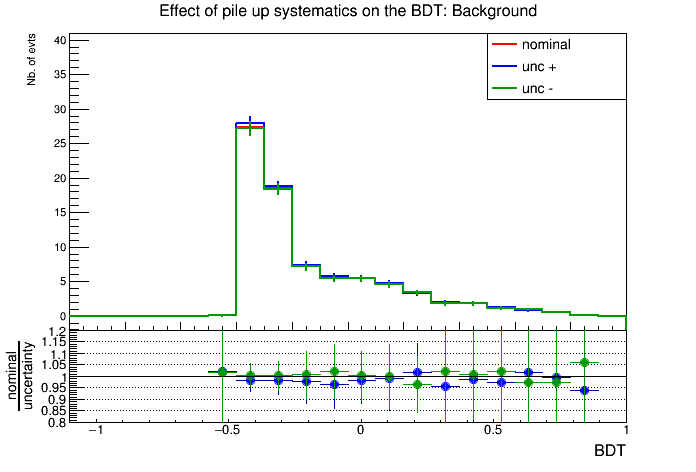 Effect of pile up systematics on the BDT: Background
Nb. of evts
40
35
30
25
20
15
10
5
0
nominal
unc +
unc -
nominal
uncertainty
1.2
1.15
1.1
1.05
1
0.95
0.9
0.85
0.8
−1
−0.5
0
0.5
1
BDT